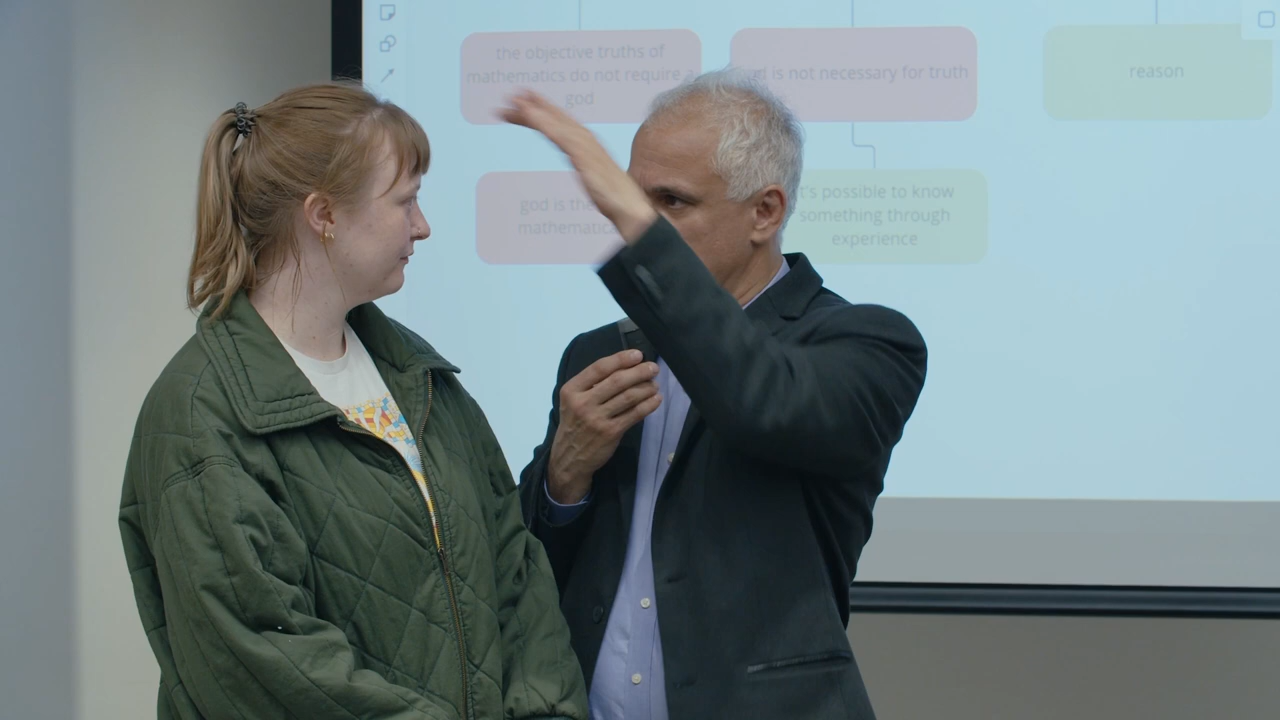 the objective truths of
mathematics do not require a
god
is not necessary for truth
reason
god is the
mathematica
it's possible to know
something through
experience